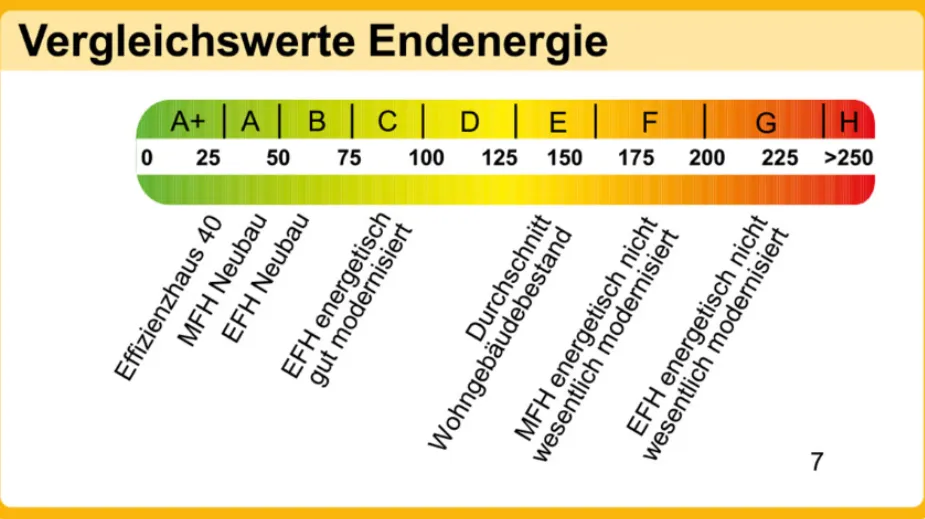 Vergleichswerte Endenergie
A+ | A | B | C | D | E | F | G | H
0 25 50 75 100 125 150 175 200 225 >250
Effizienzhaus 40
MFH Neubau
EFH Neubau
EFH energetisch
gut modernisiert
Durchschnitt
Wohngebäudebestand
MFH energetisch nicht
wesentlich modernisiert
EFH energetisch nicht
wesentlich modernisiert
7